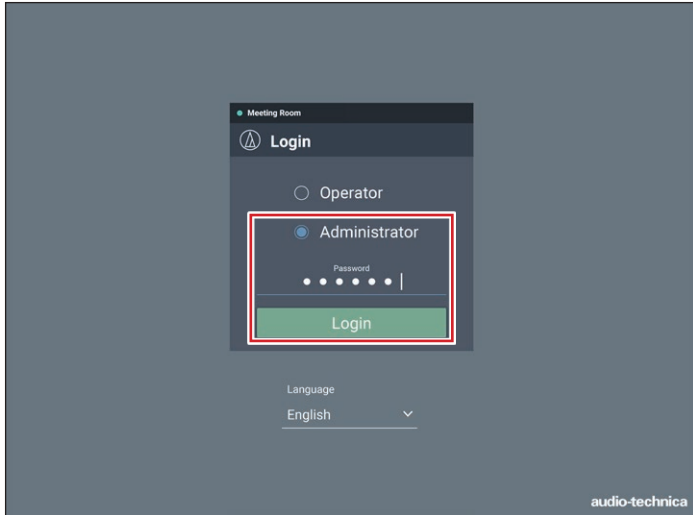 Meeting Room
Login
Operator
Administrator
Password
Login
Language
English
audio-technica